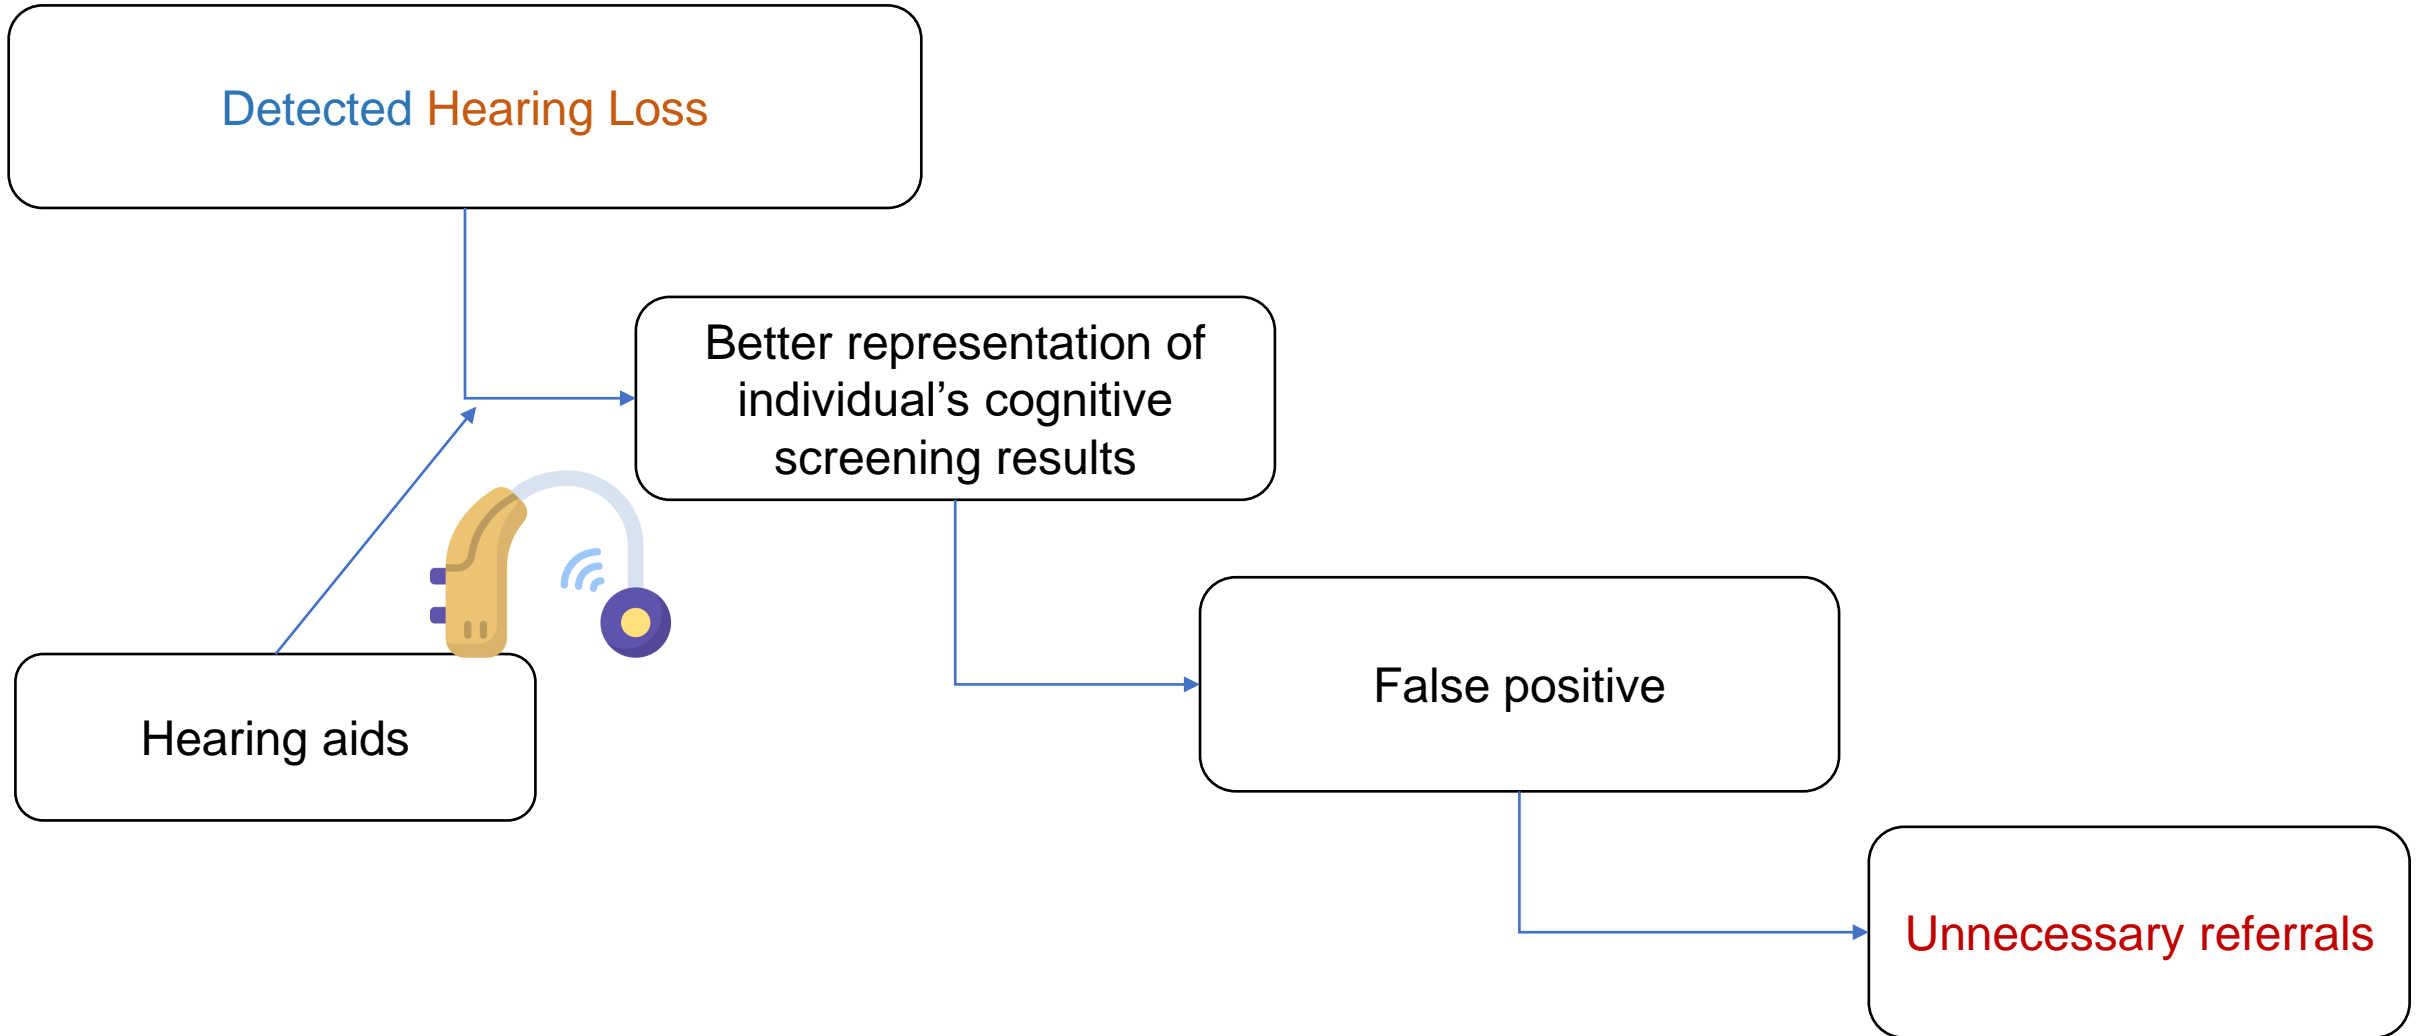 Detected Hearing Loss
Better representation of
individual’s cognitive
screening results
False positive
Hearing aids
Unnecessary referrals